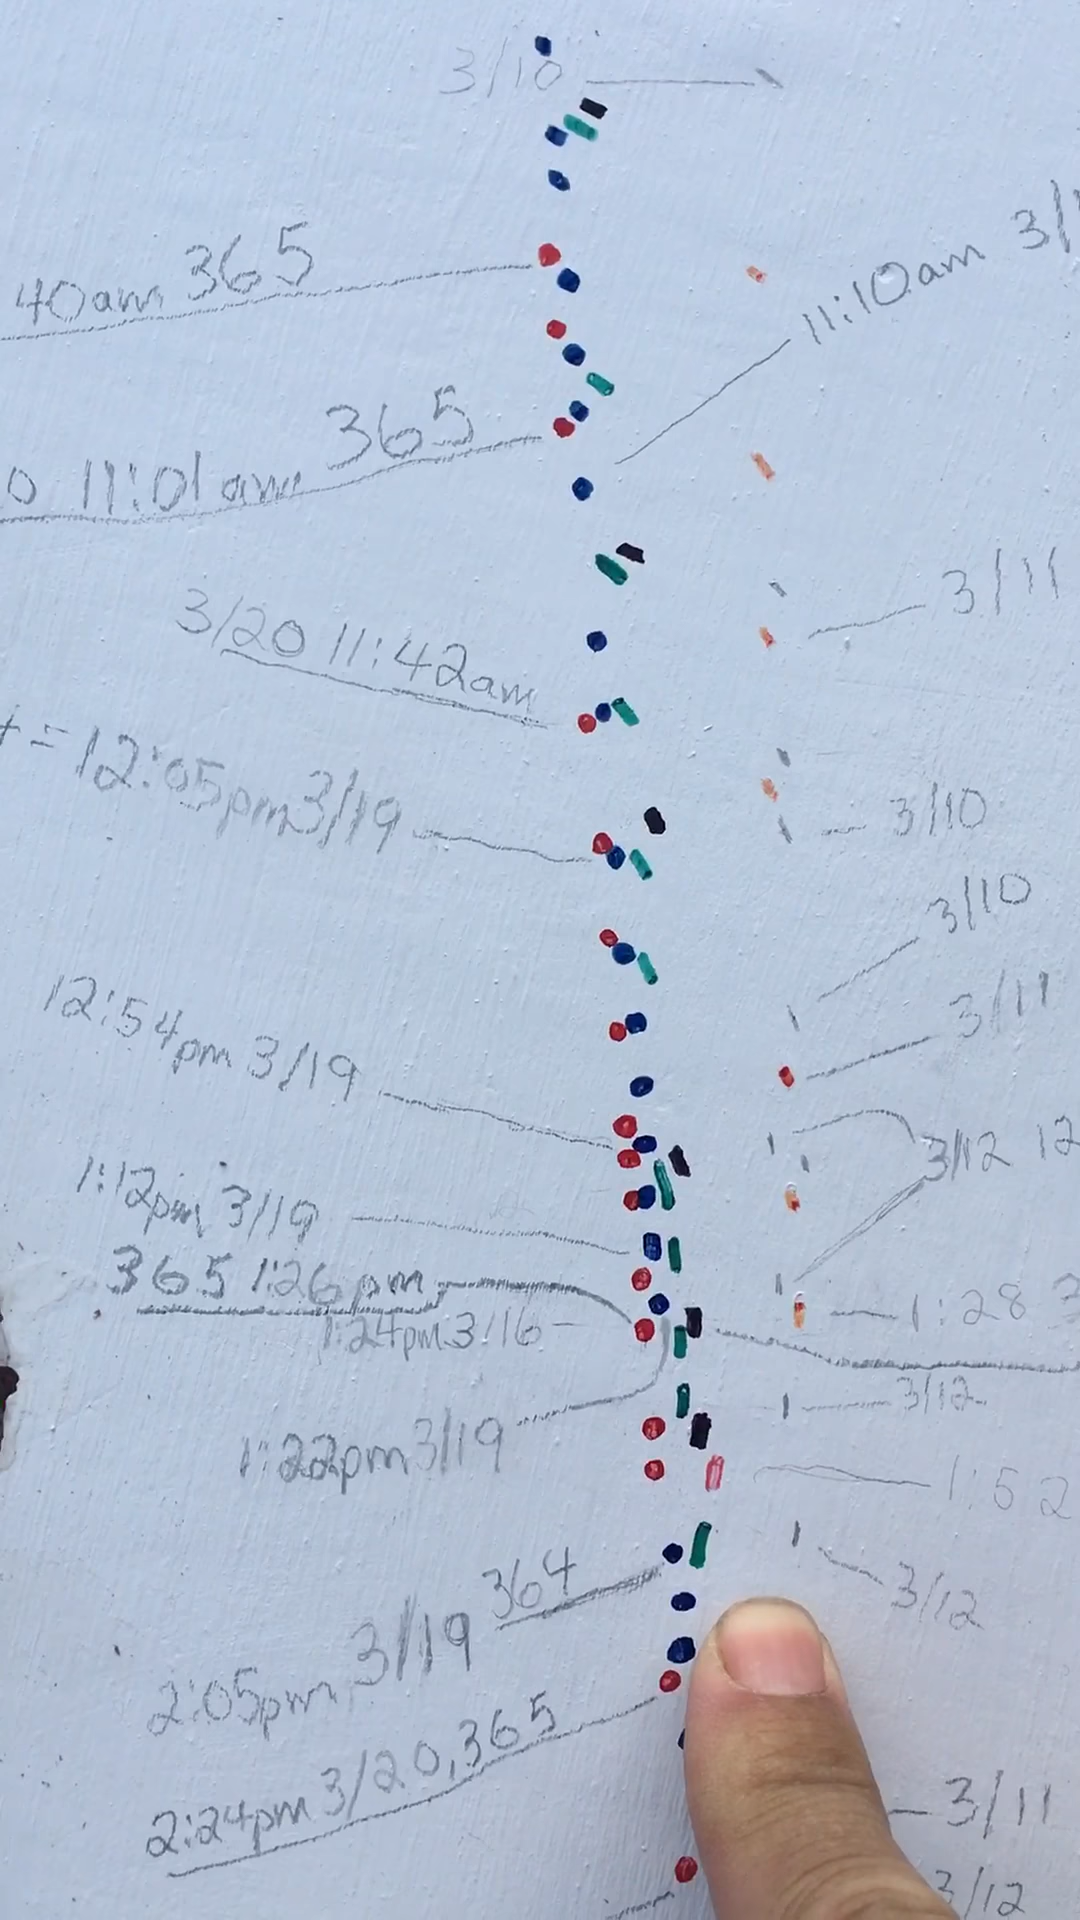 3/10
40am 365
11:10am 3/1
365
0 11:01am
3/11
3/20 11:42am
= 12:05pm 3/19
3/10
3/10
12:54pm 3/19
3/11
3/12 12
1:12pm 3/19
365 1:26pm
1:28 3
1:24pm 3/16
3/12
1:22pm 3/19
1:52
364
3/12
2:05pm 3/19
2:24pm 3/20, 365
3/11
3/12